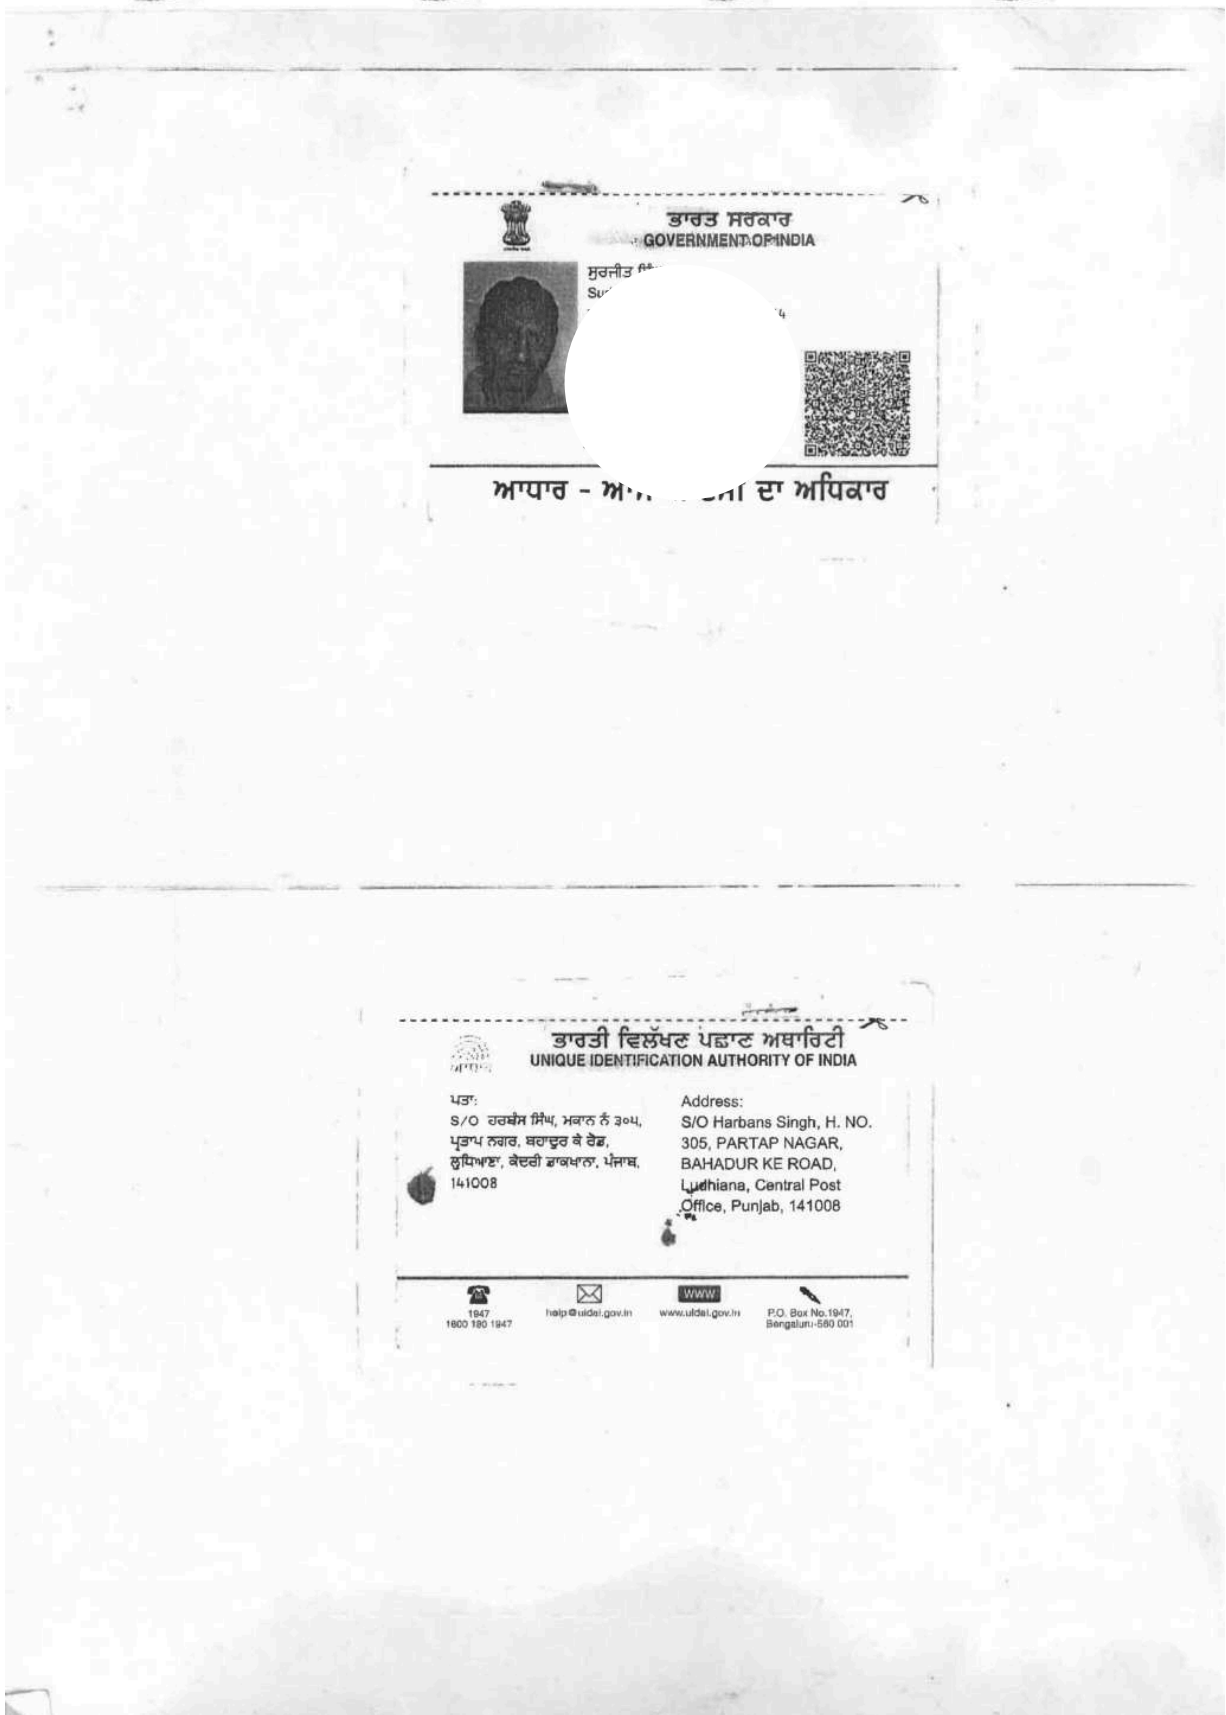 ਭਾਰਤ ਸਰਕਾਰ
GOVERNMENT OF INDIA
ਸੁਰਜੀਤ
ਆਧਾਰ - ਦਾ ਅਧਿਕਾਰ
ਭਾਰਤੀ ਵਿਲੱਖਣ ਪਛਾਣ ਅਥਾਰਿਟੀ
UNIQUE IDENTIFICATION AUTHORITY OF INDIA
ਪਤਾ:
S/O ਹਰਬੰਸ ਸਿੰਘ, ਮਕਾਨ ਨੰ ੩੦੫,
ਪ੍ਰਤਾਪ ਨਗਰ, ਬਹਾਦੁਰ ਕੇ ਰੋਡ,
ਲੁਧਿਆਣਾ, ਕੇਂਦਰੀ ਡਾਕਖਾਨਾ, ਪੰਜਾਬ,
141008
Address:
S/O Harbans Singh, H. NO.
305, PARTAP NAGAR,
BAHADUR KE ROAD,
Ludhiana, Central Post
Office, Punjab, 141008
1947
1800 180 1947
help@uidai.gov.in
www
www.uidai.gov.in
P.O. Box No.1947,
Bengaluru-560 001